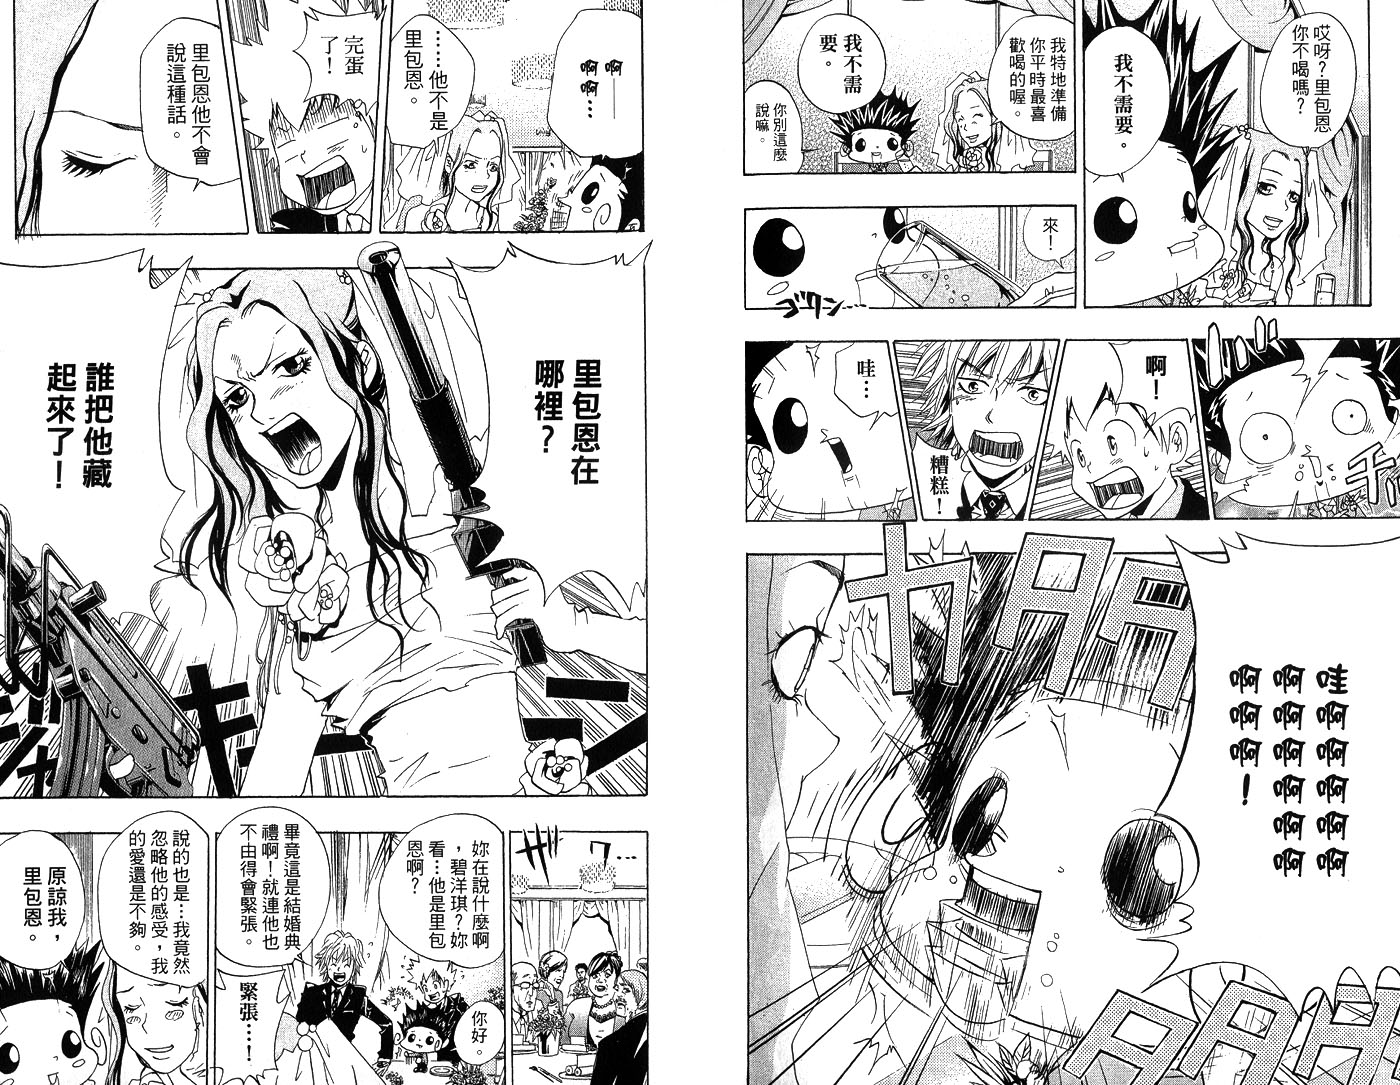 哎呀？里包恩
你不喝嗎？
我不需要。
我特地準備
你平時最喜
歡喝的喔。
我不需
要。
你別這麼
說嘛。
來！
ゴクン……
啊！
糟糕！
哇…
哇啊啊啊啊啊
啊啊啊啊啊啊
啊啊啊！
啊
啊啊…
……他不是
里包恩。
完蛋
了！
里包恩他不會
說這種話。
里包恩在
哪裡？
誰把他藏
起來了！
妳在說什麼啊
，碧洋琪？妳
看…他是里包
恩啊？
你好。
畢竟這是結婚典
禮啊！就連他也
不由得會緊張。
緊張…！
說的也是…我竟然
忽略他的感受，我
的愛還是不夠。
原諒我，
里包恩。